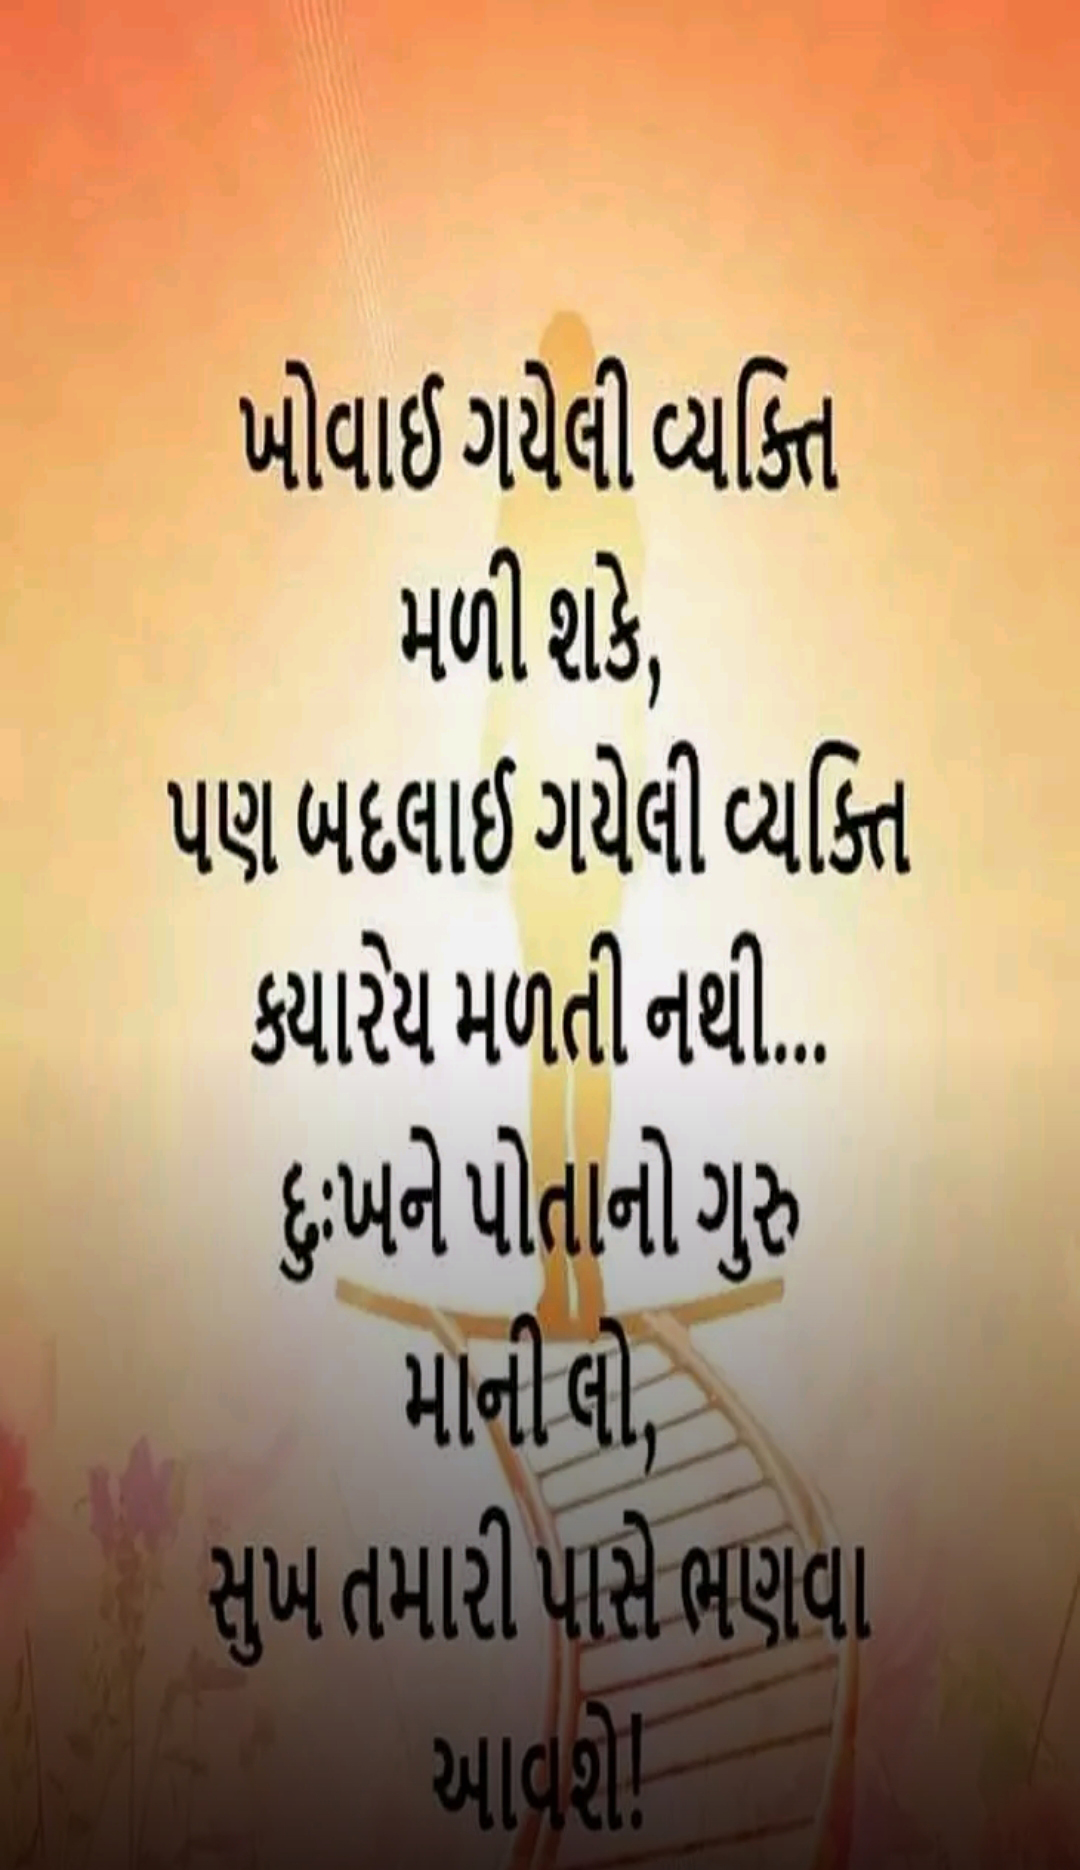 ખોવાઈ ગયેલી વ્યક્તિ
મળી શકે,
પણ બદલાઈ ગયેલી વ્યક્તિ
ક્યારેય મળતી નથી...
દુઃખને પોતાનો ગુરુ
માની લો,
સુખ તમારી પાસે ભણવા
આવશે!